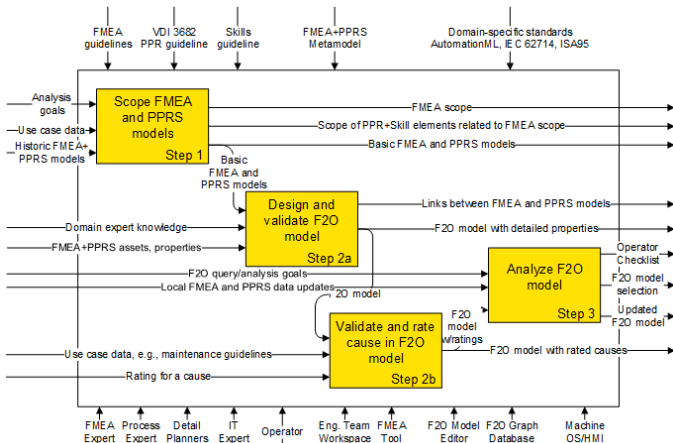 FMEA
guidelines
VDI 3682
PPR guideline
Skills
guideline
FMEA+PPRS
Metamodel
Domain-specific standards
AutomationML, IEC 62714, ISA95
Analysis
goals
Use case data
Historic FMEA+
PPRS models
Scope FMEA
and PPRS
models
Step 1
FMEA scope
Scope of PPR+Skill elements related to FMEA scope
Basic FMEA and PPRS models
Basic
FMEA and
PPRS models
Domain expert knowledge
FMEA+PPRS assets, properties
Design and
validate F2O
model
Step 2a
Links between FMEA and PPRS models
F2O model with detailed properties
F2O query/analysis goals
Local FMEA and PPRS data updates
Analyze F2O
model
Step 3
Operator
Checklist
F2O model
selection
Updated
F2O model
2O model
Use case data, e.g., maintenance guidelines
Rating for a cause
Validate and rate
cause in F2O
model
Step 2b
F2O
model
w/ratings
F2O model with rated causes
FMEA
Expert
Process
Expert
Detail
Planners
IT
Expert
Operator
Eng. Team
Workspace
FMEA
Tool
F2O Model
Editor
F2O Graph
Database
Machine
OS/HMI